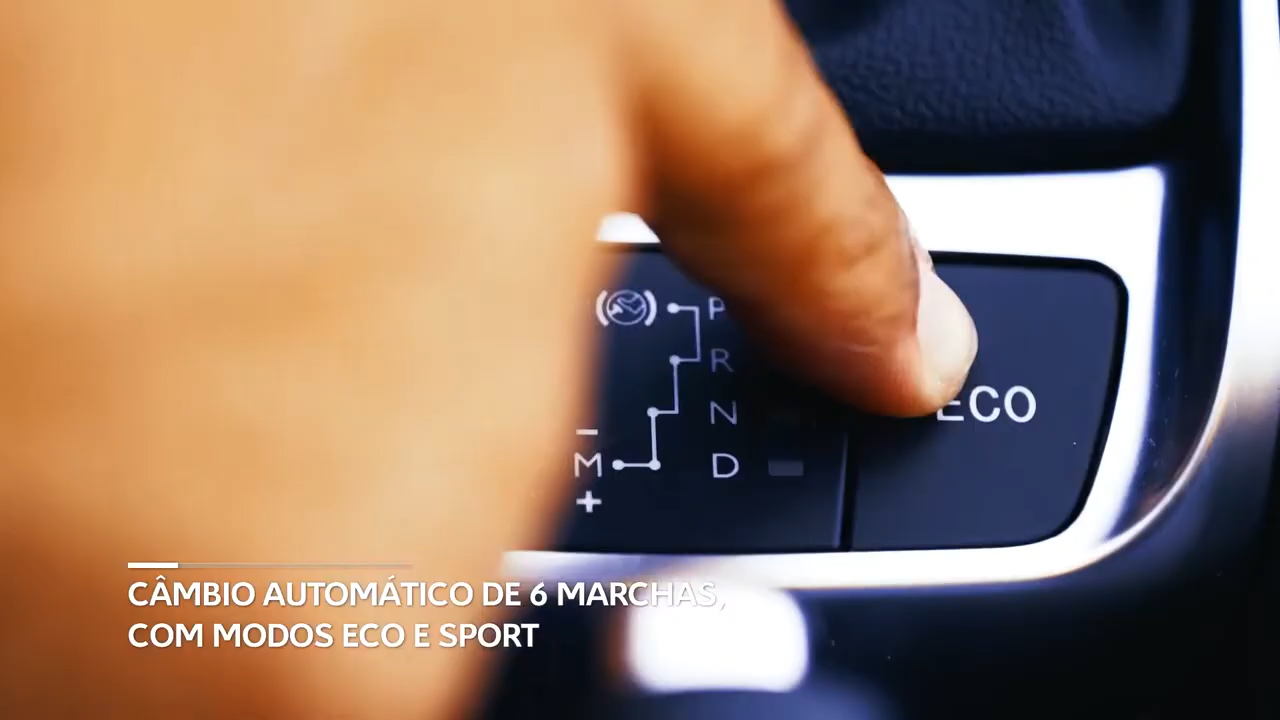 P
R
N
D
−
M
+
ECO
CÂMBIO AUTOMÁTICO DE 6 MARCHAS,
COM MODOS ECO E SPORT